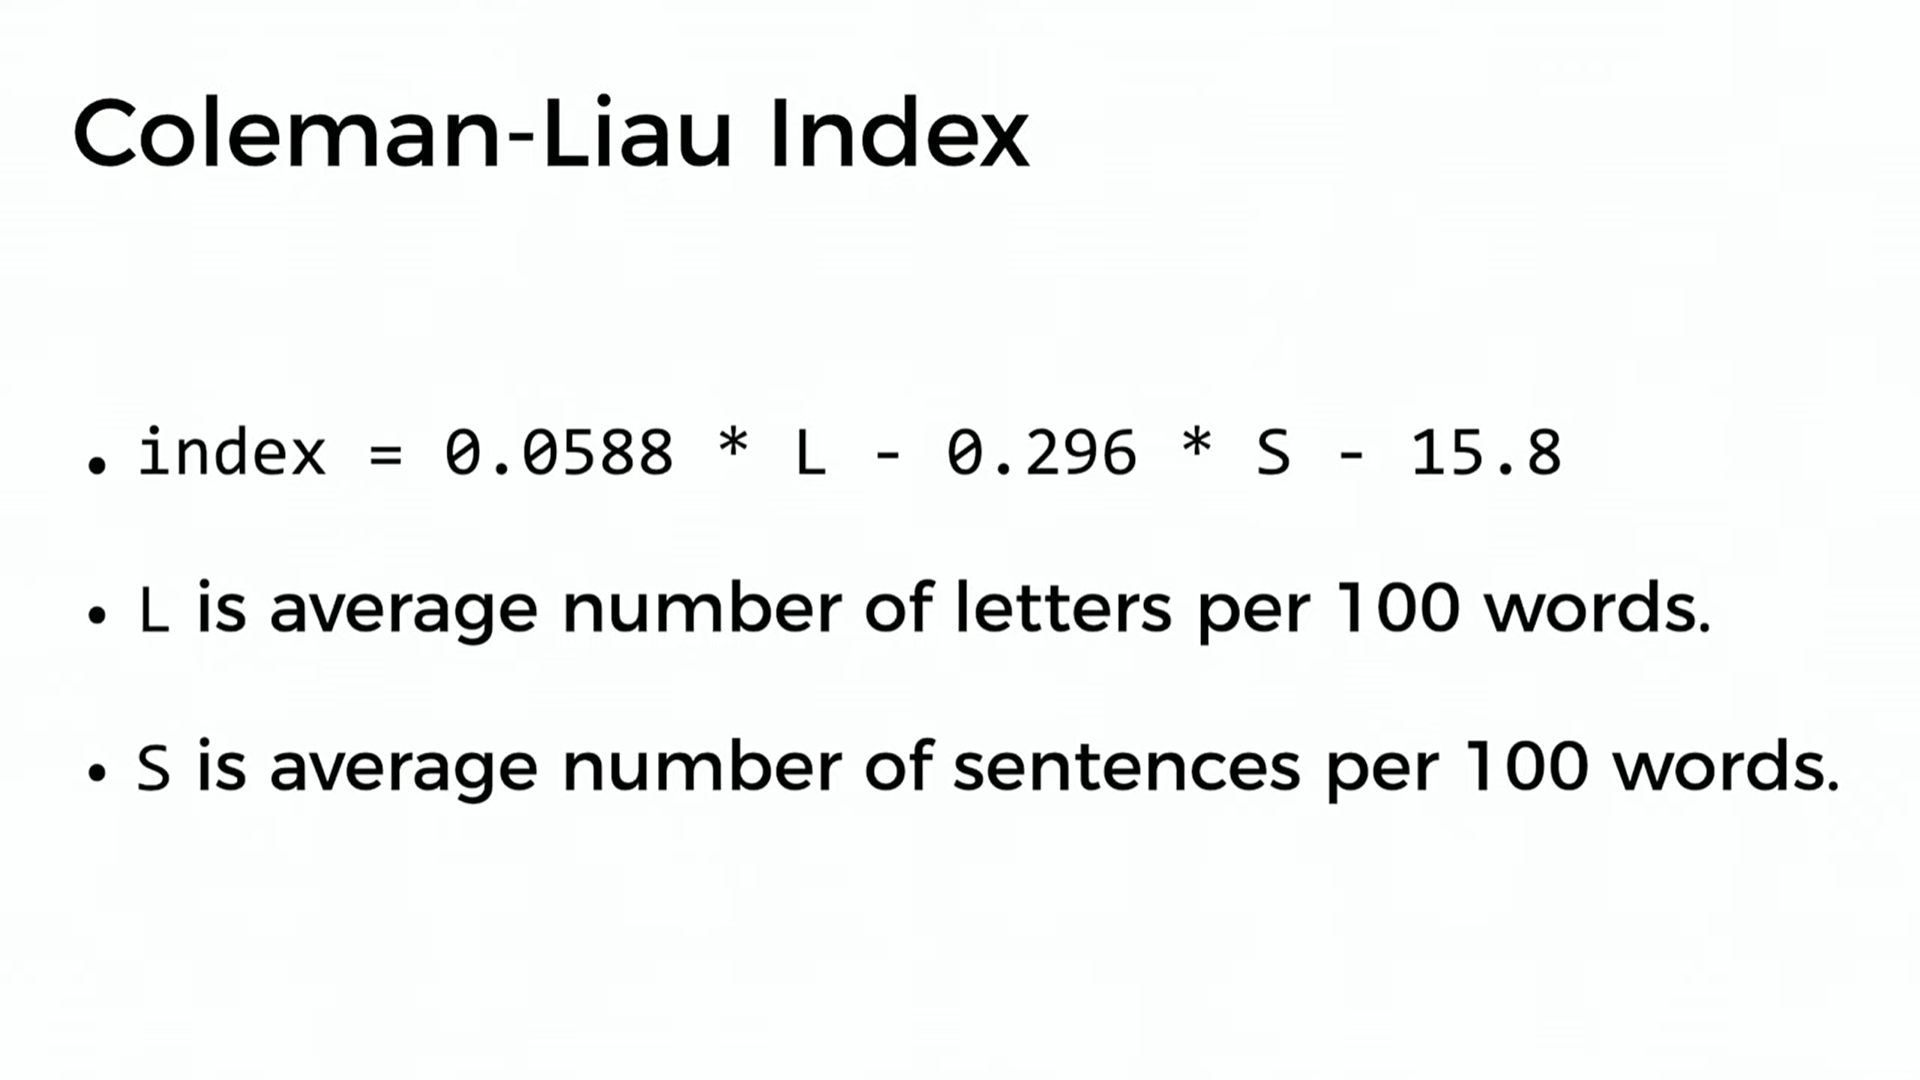 Coleman-Liau Index
• index = 0.0588 * L - 0.296 * S - 15.8
• L is average number of letters per 100 words.
• S is average number of sentences per 100 words.